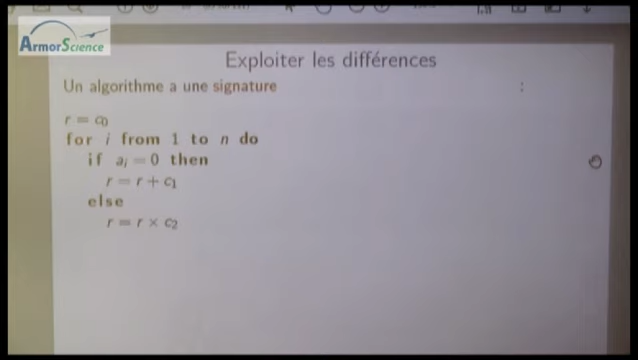 ArmorScience
Exploiter les différences
Un algorithme a une signature :
r = c₀
for i from 1 to n do
if aᵢ = 0 then
r = r + c₁
else
r = r × c₂